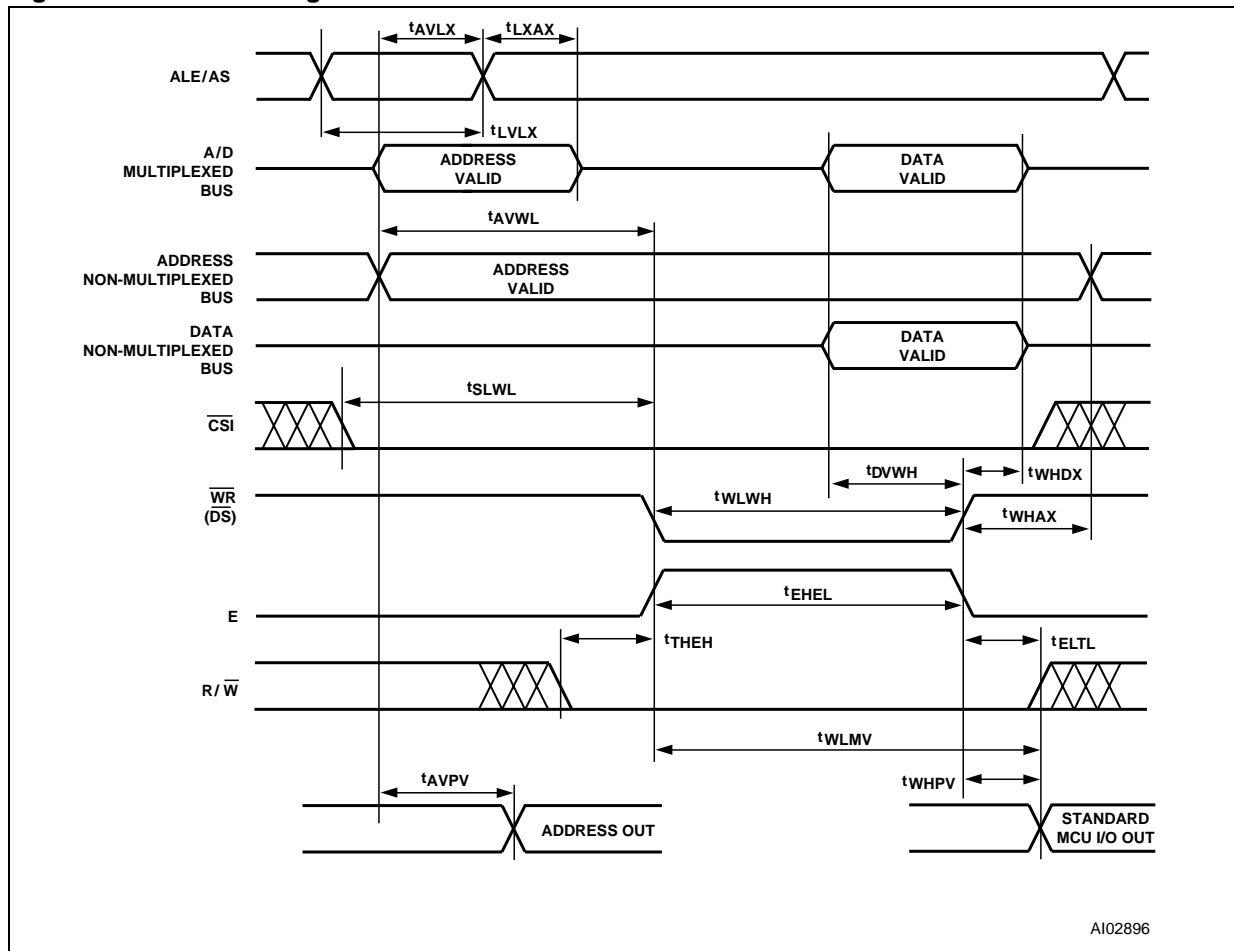 tAVLX
tLXAX
ALE/AS
tLVLX
A/D
MULTIPLEXED
BUS
ADDRESS
VALID
DATA
VALID
tAVWL
ADDRESS
NON-MULTIPLEXED
BUS
ADDRESS
VALID
DATA
NON-MULTIPLEXED
BUS
DATA
VALID
tSLWL
CSI
tDVWH
tWHDX
WR
(DS)
tWLWH
tWHAX
tEHEL
E
tTHEH
tELTL
R/W
tWLMV
tAVPV
tWHPV
ADDRESS OUT
STANDARD
MCU I/O OUT
AI02896